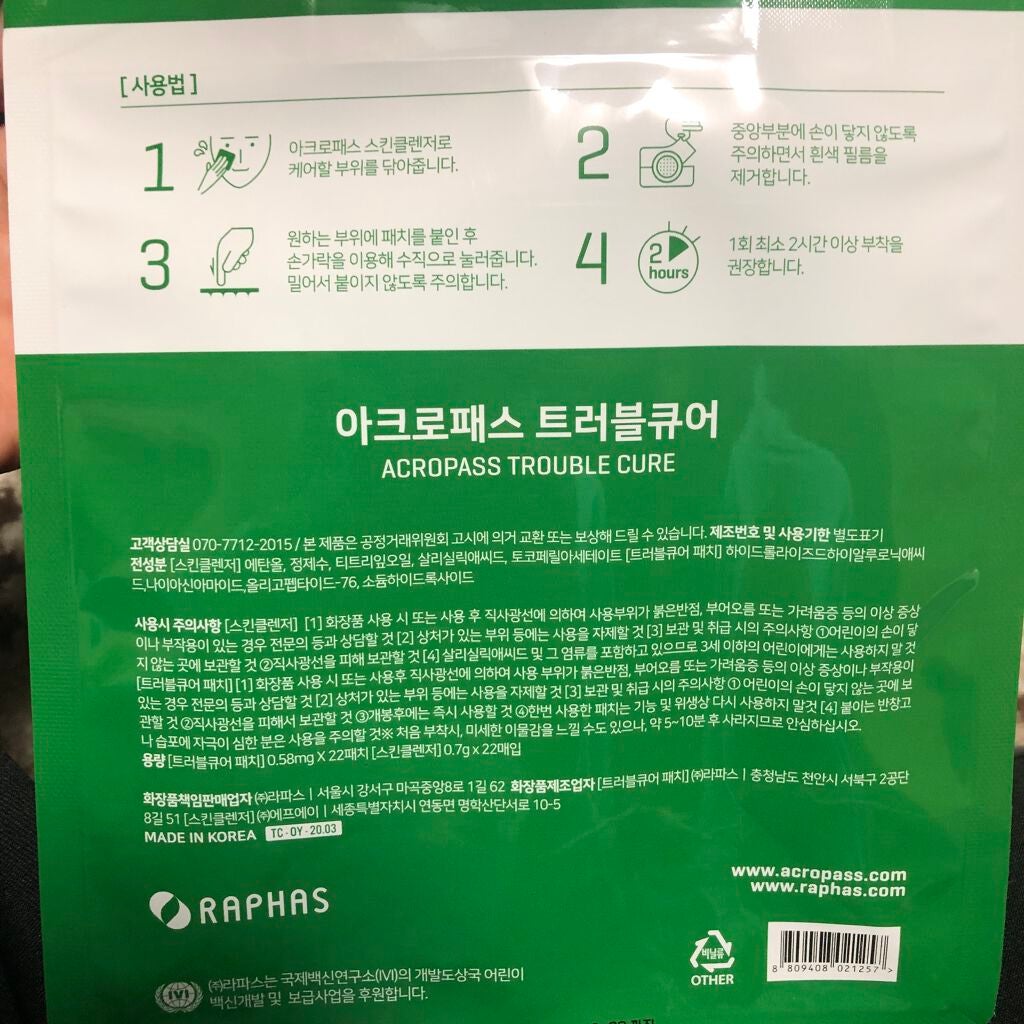 [사용법]
1 아크로패스 스킨클렌저로
케어할 부위를 닦아줍니다.
2 중앙부분에 손이 닿지 않도록
주의하면서 흰색 필름을
제거합니다.
3 원하는 부위에 패치를 붙인 후
손가락을 이용해 수직으로 눌러줍니다.
밀어서 붙이지 않도록 주의합니다.
4 2 hours 1회 최소 2시간 이상 부착을
권장합니다.
아크로패스 트러블큐어
ACROPASS TROUBLE CURE
고객상담실 070-7712-2015 / 본 제품은 공정거래위원회 고시에 의거 교환 또는 보상해 드릴 수 있습니다. 제조번호 및 사용기한 별도표기
전성분 [스킨클렌저] 에탄올, 정제수, 티트리잎오일, 살리실릭애씨드, 토코페릴아세테이트 [트러블큐어 패치] 하이드롤라이즈드하이알루로닉애씨
드,나이아신아마이드,올리고펩타이드-76, 소듐하이드록사이드
사용시 주의사항 [스킨클렌저] [1] 화장품 사용 시 또는 사용 후 직사광선에 의하여 사용부위가 붉은반점, 부어오름 또는 가려움증 등의 이상 증상
이나 부작용이 있는 경우 전문의 등과 상담할 것 [2] 상처가 있는 부위 등에는 사용을 자제할 것 [3] 보관 및 취급 시의 주의사항 ①어린이의 손이 닿
지 않는 곳에 보관할 것 ②직사광선을 피해 보관할 것 [4] 살리실릭애씨드 및 그 염류를 포함하고 있으므로 3세 이하의 어린이에게는 사용하지 말 것
[트러블큐어 패치] [1] 화장품 사용 시 또는 사용후 직사광선에 의하여 사용 부위가 붉은반점, 부어오름 또는 가려움증 등의 이상 증상이나 부작용이
있는 경우 전문의 등과 상담할 것 [2] 상처가 있는 부위 등에는 사용을 자제할 것 [3] 보관 및 취급 시의 주의사항 ① 어린이의 손이 닿지 않는 곳에 보
관할 것 ②직사광선을 피해서 보관할 것 ③개봉후에는 즉시 사용할 것 ④한번 사용한 패치는 기능 및 위생상 다시 사용하지 말것 [4] 붙이는 반창고
나 습포에 자극이 심한 분은 사용을 주의할 것※ 처음 부착시, 미세한 이물감을 느낄 수도 있으나, 약 5~10분 후 사라지므로 안심하십시오.
용량 [트러블큐어 패치] 0.58mg X 22패치 [스킨클렌저] 0.7g x 22매입
화장품책임판매업자 ㈜라파스 | 서울시 강서구 마곡중앙8로 1길 62 화장품제조업자 [트러블큐어 패치] ㈜라파스 | 충청남도 천안시 서북구 2공단
8길 51 [스킨클렌저] ㈜에프에이 | 세종특별자치시 연동면 명학산단서로 10-5
MADE IN KOREA TC-OY-20.03
www.acropass.com
www.raphas.com
RAPHAS
비닐류
OTHER
8 809408 021257 >
IVI ㈜라파스는 국제백신연구소(IVI)의 개발도상국 어린이
백신개발 및 보급사업을 후원합니다.